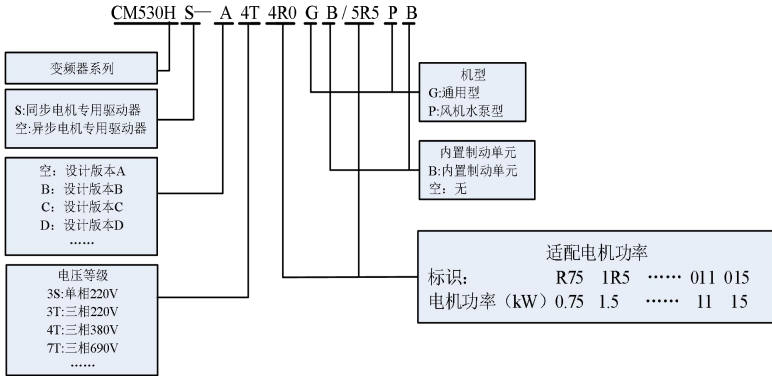 CM530H S— A 4T 4R0 G B / 5R5 P B
变频器系列
S:同步电机专用驱动器
空:异步电机专用驱动器
空：设计版本A
B：设计版本B
C：设计版本C
D：设计版本D
……
电压等级
3S:单相220V
3T:三相220V
4T:三相380V
7T:三相690V
……
机型
G:通用型
P:风机水泵型
内置制动单元
B:内置制动单元
空：无
适配电机功率
标识： R75 1R5 …… 011 015
电机功率（kW）0.75 1.5 …… 11 15